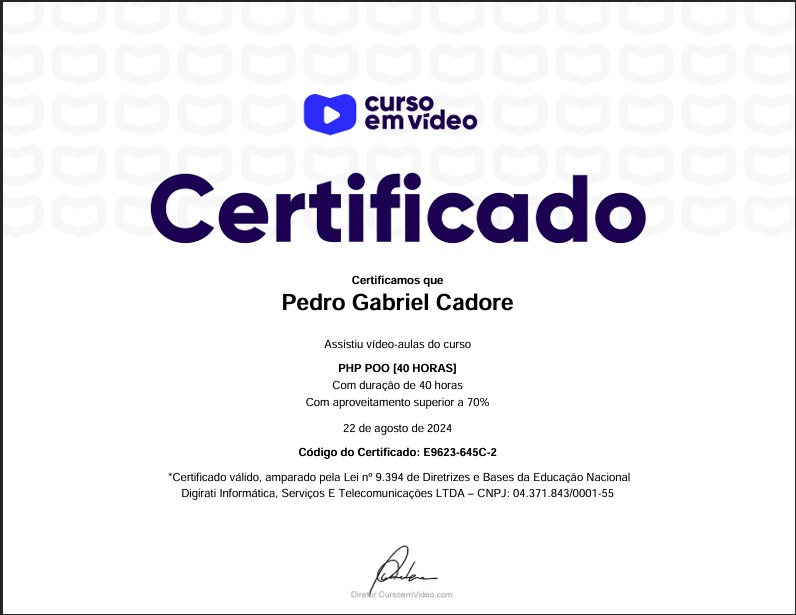 curso
em vídeo
Certificado
Certificamos que
Pedro Gabriel Cadore
Assistiu vídeo-aulas do curso
PHP POO [40 HORAS]
Com duração de 40 horas
Com aproveitamento superior a 70%
22 de agosto de 2024
Código do Certificado: E9623-645C-2
*Certificado válido, amparado pela Lei nº 9.394 de Diretrizes e Bases da Educação Nacional
Digirati Informática, Serviços E Telecomunicações LTDA – CNPJ: 04.371.843/0001-55
Diretor CursoemVideo.com